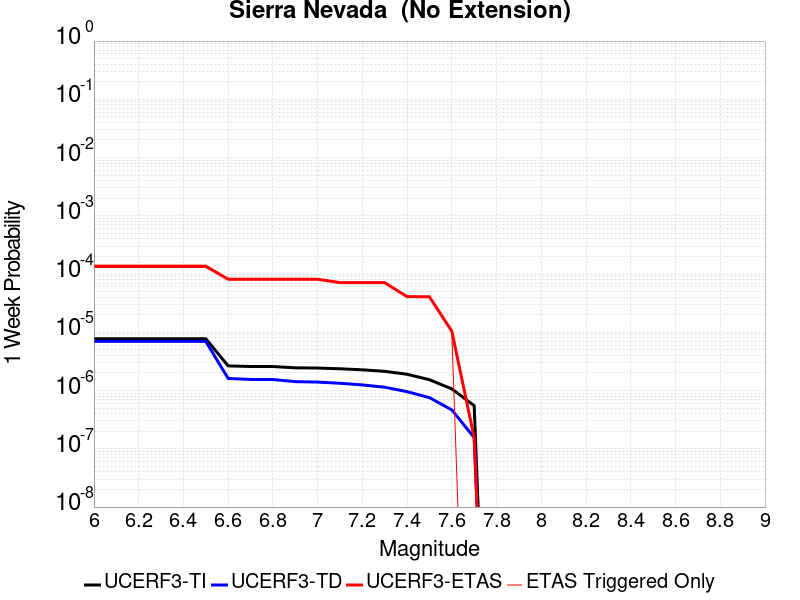 Sierra Nevada  (No Extension)
10 0
10 -1
10 -2
10 -3
10 -4
10 -5
10 -6
10 -7
10 -8
1 Week Probability
6 6.2 6.4 6.6 6.8 7 7.2 7.4 7.6 7.8 8 8.2 8.4 8.6 8.8 9
Magnitude
UCERF3-TI UCERF3-TD UCERF3-ETAS ETAS Triggered Only